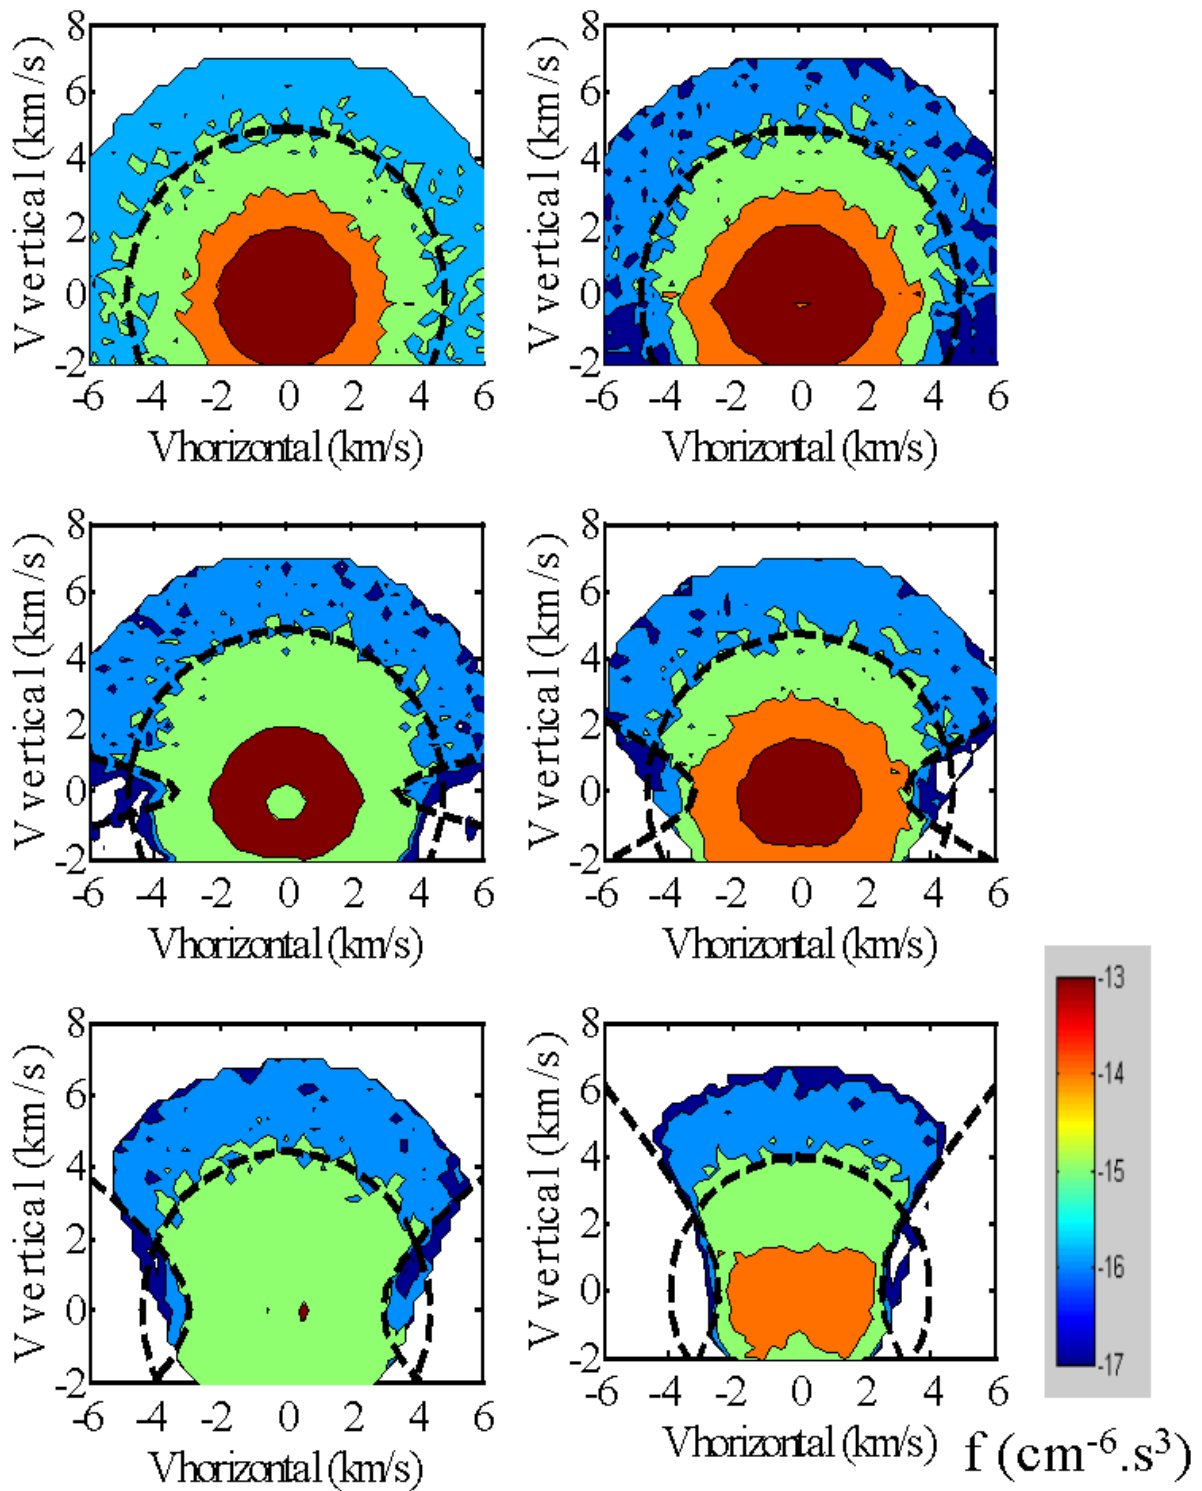 8 8
6 6
4 4
2 2
0 0
-2 -2
-6 -4 -2 0 2 4 6 -6 -4 -2 0 2 4 6
V vertical (km/s) V vertical (km/s)
Vhorizontal (km/s) Vhorizontal (km/s)
8 8
6 6
4 4
2 2
0 0
-2 -2
-6 -4 -2 0 2 4 6 -6 -4 -2 0 2 4 6
V vertical (km/s) V vertical (km/s)
Vhorizontal (km/s) Vhorizontal (km/s)
8 8
6 6
4 4
2 2
0 0
-2 -2
-6 -4 -2 0 2 4 6 -6 -4 -2 0 2 4 6
V vertical (km/s) V vertical (km/s)
Vhorizontal (km/s) Vhorizontal (km/s)
-13
-14
-15
-16
-17
f (cm⁻⁶.s³)